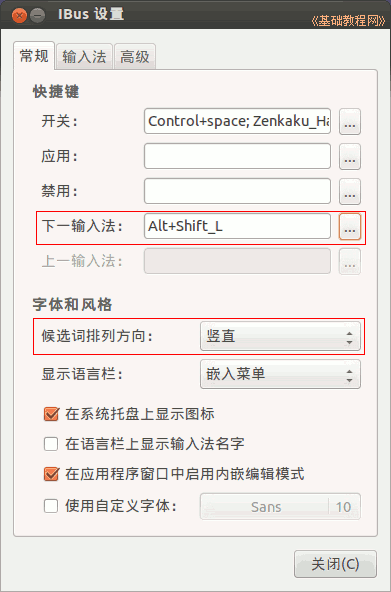 IBus 设置
《基础教程网》
常规 输入法 高级
快捷键
开关： Control+space; Zenkaku_Ha ...
应用： ...
禁用： ...
下一输入法： Alt+Shift_L ...
上一输入法： ...
字体和风格
候选词排列方向： 竖直
显示语言栏： 嵌入菜单
在系统托盘上显示图标
在语言栏上显示输入法名字
在应用程序窗口中启用内嵌编辑模式
使用自定义字体： Sans 10
关闭(C)